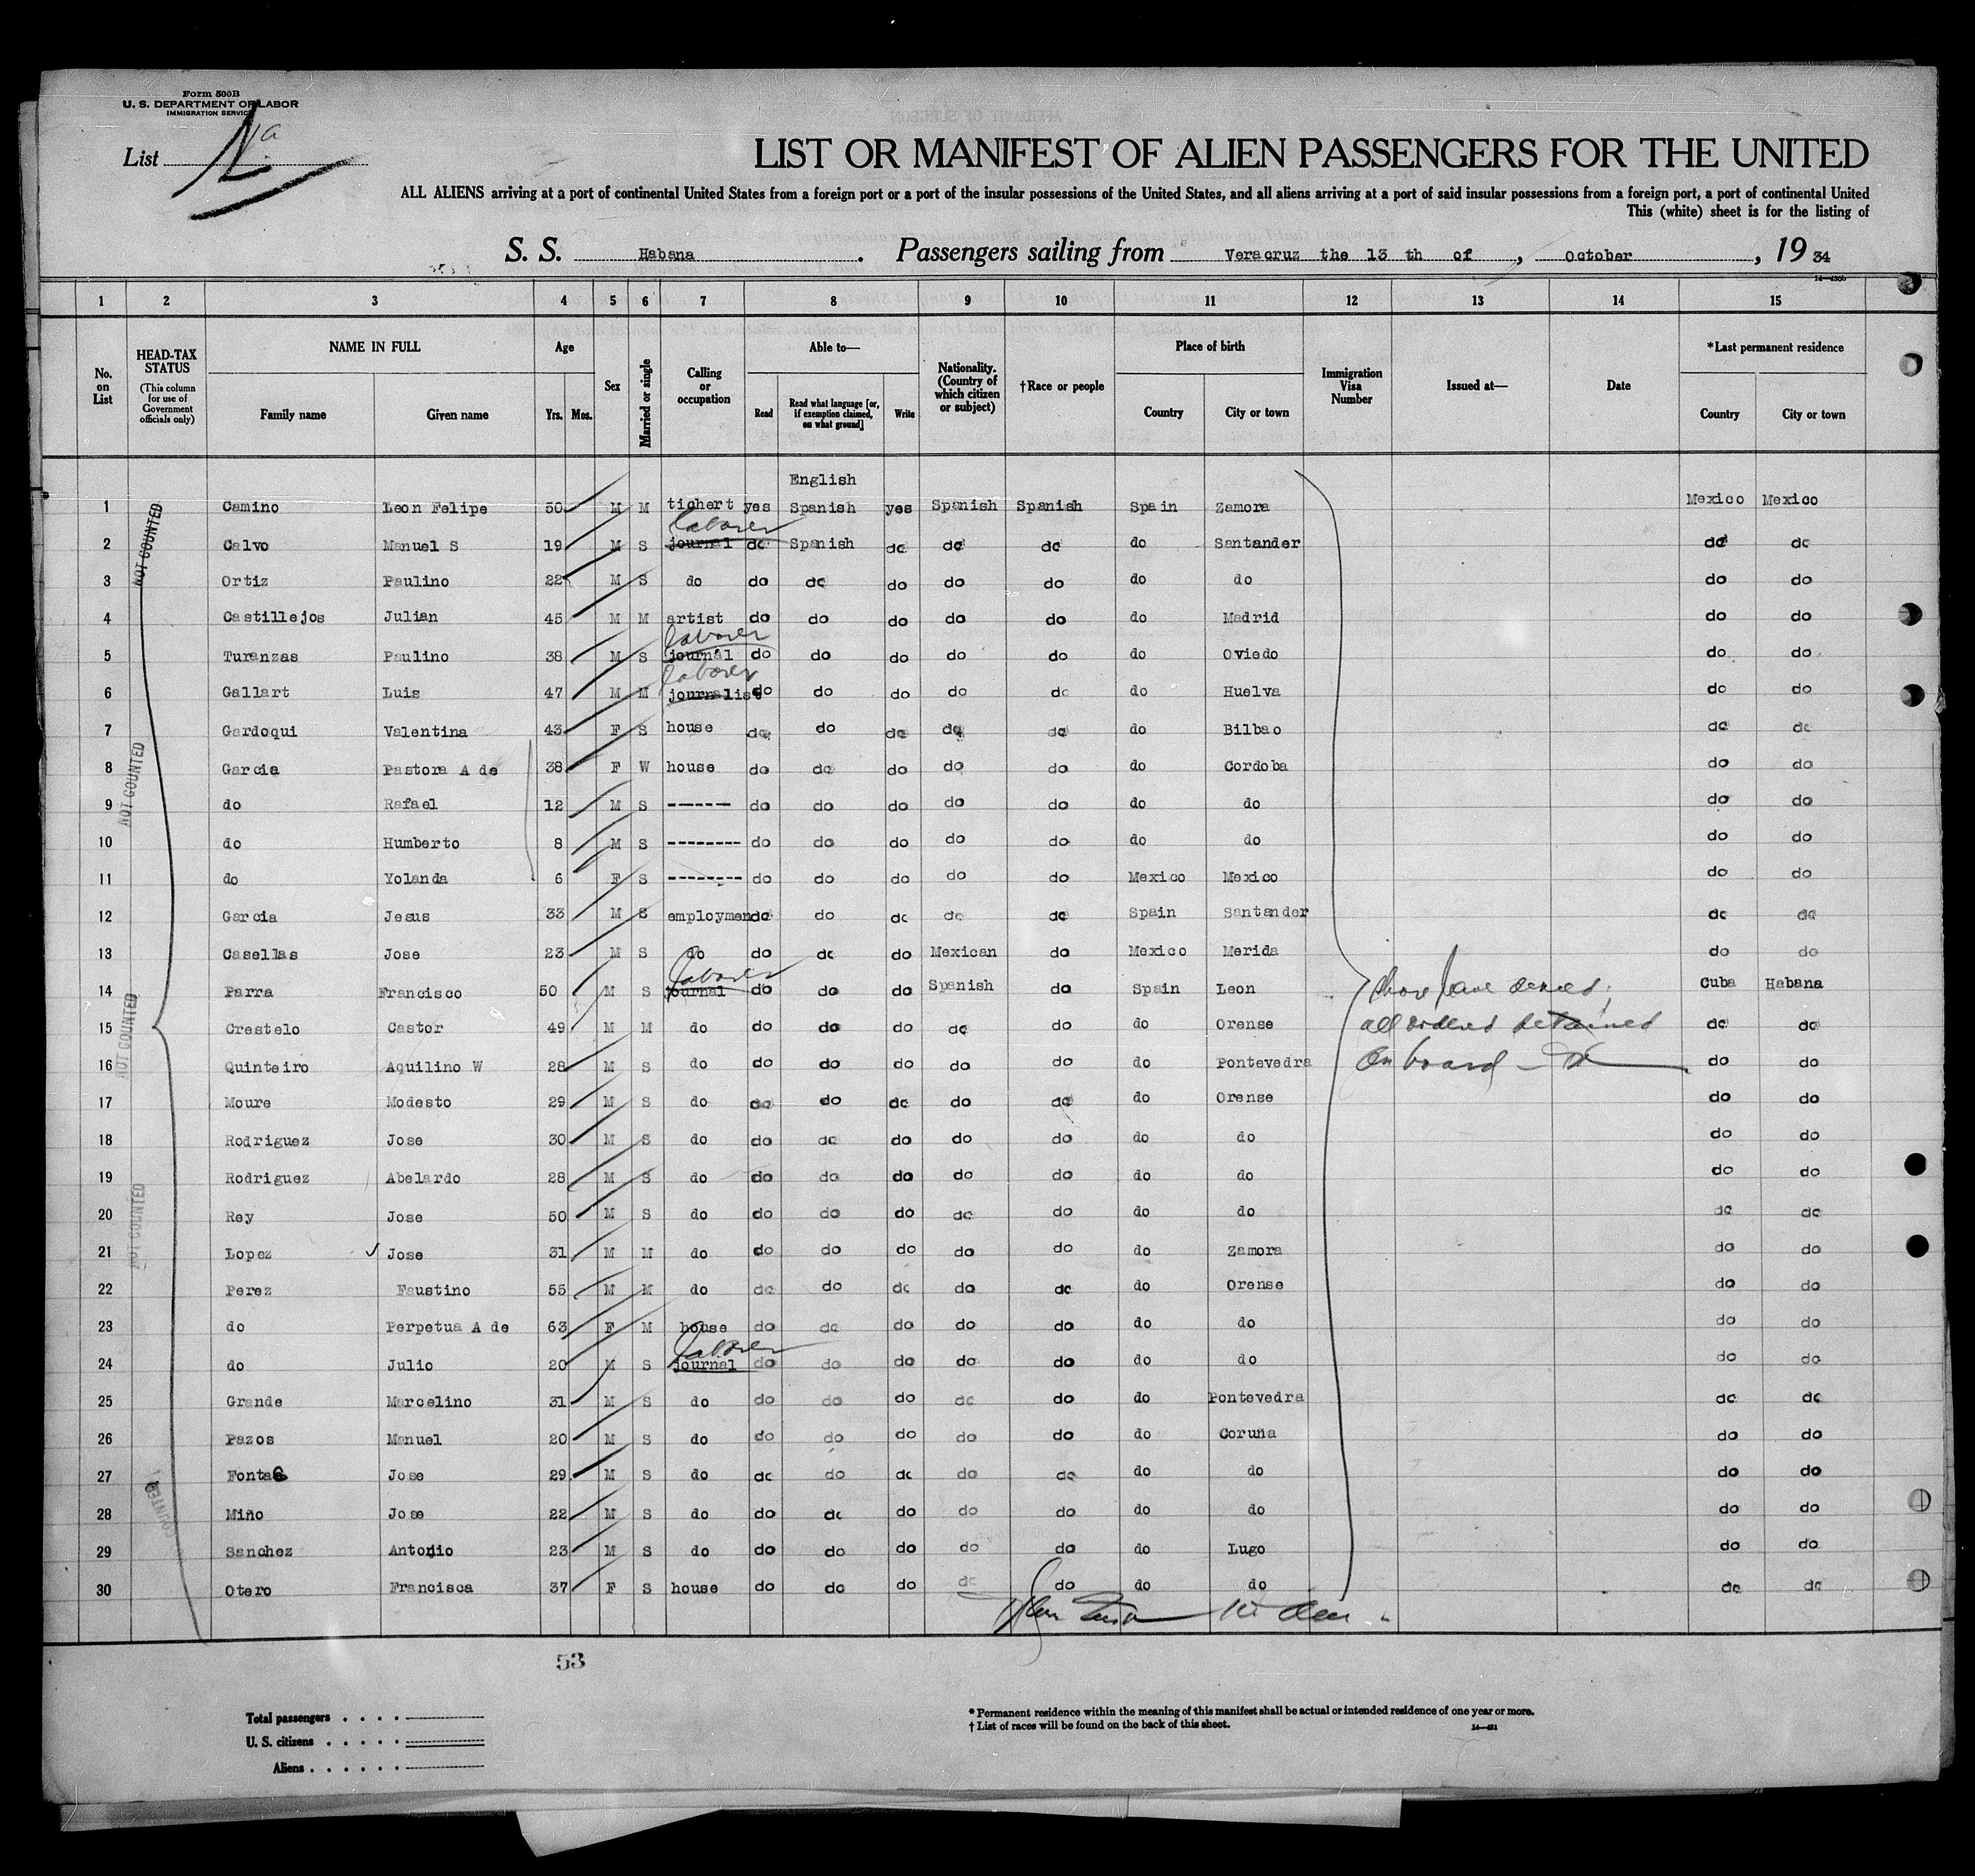 Form 500B
U. S. DEPARTMENT OF LABOR
IMMIGRATION SERVICE
List
LIST OR MANIFEST OF ALIEN PASSENGERS FOR THE UNITED
ALL ALIENS arriving at a port of continental United States from a foreign port or a port of the insular possessions of the United States, and all aliens arriving at a port of said insular possessions from a foreign port, a port of continental United
This (white) sheet is for the listing of
S. S. Habana. Passengers sailing from Veracruz the 13 th of, October, 1934
1 2 3 4 5 6 7 8 9 10 11 12 13 14 15
No. on List
HEAD-TAX STATUS (This column for use of Government officials only)
NAME IN FULL
Family name Given name
Age
Yrs. Mos.
Sex
Married or single
Calling or occupation
Able to—
Read Read what language [or, if exemption claimed, on what ground] Write
Nationality. (Country of which citizen or subject)
†Race or people
Place of birth
Country City or town
Immigration Visa Number
Issued at—
Date
*Last permanent residence
Country City or town
English
1 Camino Leon Felipe 50 M M tichert yes Spanish yes Spanish Spanish Spain Zamora Mexico Mexico
laborer
2 Calvo Manuel S 19 M S journal do Spanish do do do do Santander do do
3 Ortiz Paulino 22 M S do do do do do do do do do do
4 Castillejos Julian 45 M M artist do do do do do do Madrid do do
laborer
5 Turanzas Paulino 38 M S journal do do do do do do Oviedo do do
laborer
6 Gallart Luis 47 M M journalist do do do do do do Huelva do do
7 Gardoqui Valentina 43 F S house do do do do do do Bilbao do do
8 Garcia Pastora A de 38 F W house do do do do do do Cordoba do do
9 do Rafael 12 M S ------ do do do do do do do do do
10 do Humberto 8 M S -------- do do do do do do do do do
11 do Yolanda 6 F S -------- do do do do do Mexico Mexico do do
12 Garcia Jesus 33 M S employmen do do do do do Spain Santander do do
13 Casellas Jose 23 M S do do do do Mexican do Mexico Merida do do
laborer
14 Parra Francisco 50 M S journal do do do Spanish do Spain Leon Cuba Habana
15 Crestelo Castor 49 M M do do do do do do do Orense do do
16 Quinteiro Aquilino W 28 M S do do do do do do do Pontevedra do do
17 Moure Modesto 29 M S do do do do do do do Orense do do
18 Rodriguez Jose 30 M S do do do do do do do do do do
19 Rodriguez Abelardo 28 M S do do do do do do do do do do
20 Rey Jose 50 M S do do do do do do do do do do
21 Lopez Jose 31 M M do do do do do do do Zamora do do
22 Perez Faustino 55 M M do do do do do do do Orense do do
23 do Perpetua A de 63 F M house do do do do do do do do do
laborer
24 do Julio 20 M S journal do do do do do do do do do
25 Grande Marcelino 31 M S do do do do do do do Pontevedra do do
26 Pazos Manuel 20 M S do do do do do do do Coruña do do
27 Fonta Jose 29 M S do do do do do do do do do do
28 Miño Jose 22 M S do do do do do do do do do do
29 Sanchez Antonio 23 M S do do do do do do do Lugo do do
30 Otero Francisca 37 F S house do do do do do do do do do
NOT COUNTED
NOT COUNTED
NOT COUNTED
NOT COUNTED
COUNTED
Shore leave denied;
all ordered detained
on board
53
Total passengers . . . .
U. S. citizens . . . . .
Aliens . . . . . .
* Permanent residence within the meaning of this manifest shall be actual or intended residence of one year or more.
† List of races will be found on the back of this sheet.